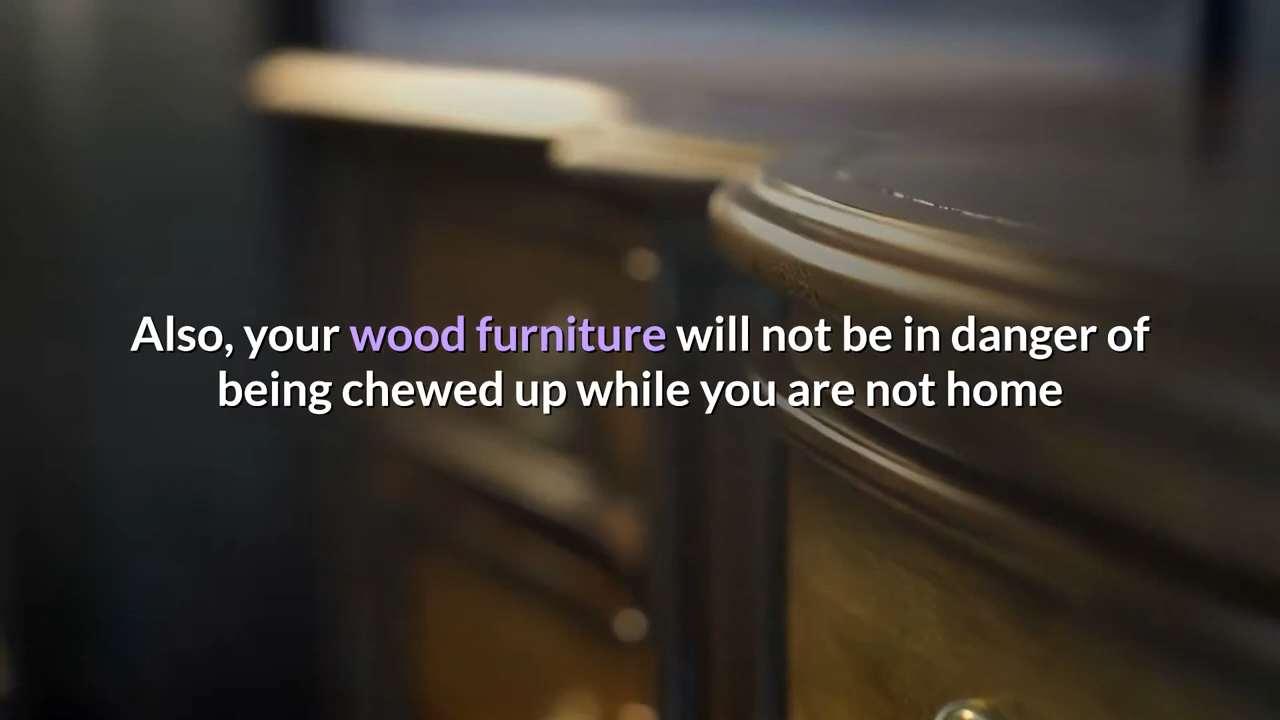 Also, your wood furniture will not be in danger of
being chewed up while you are not home